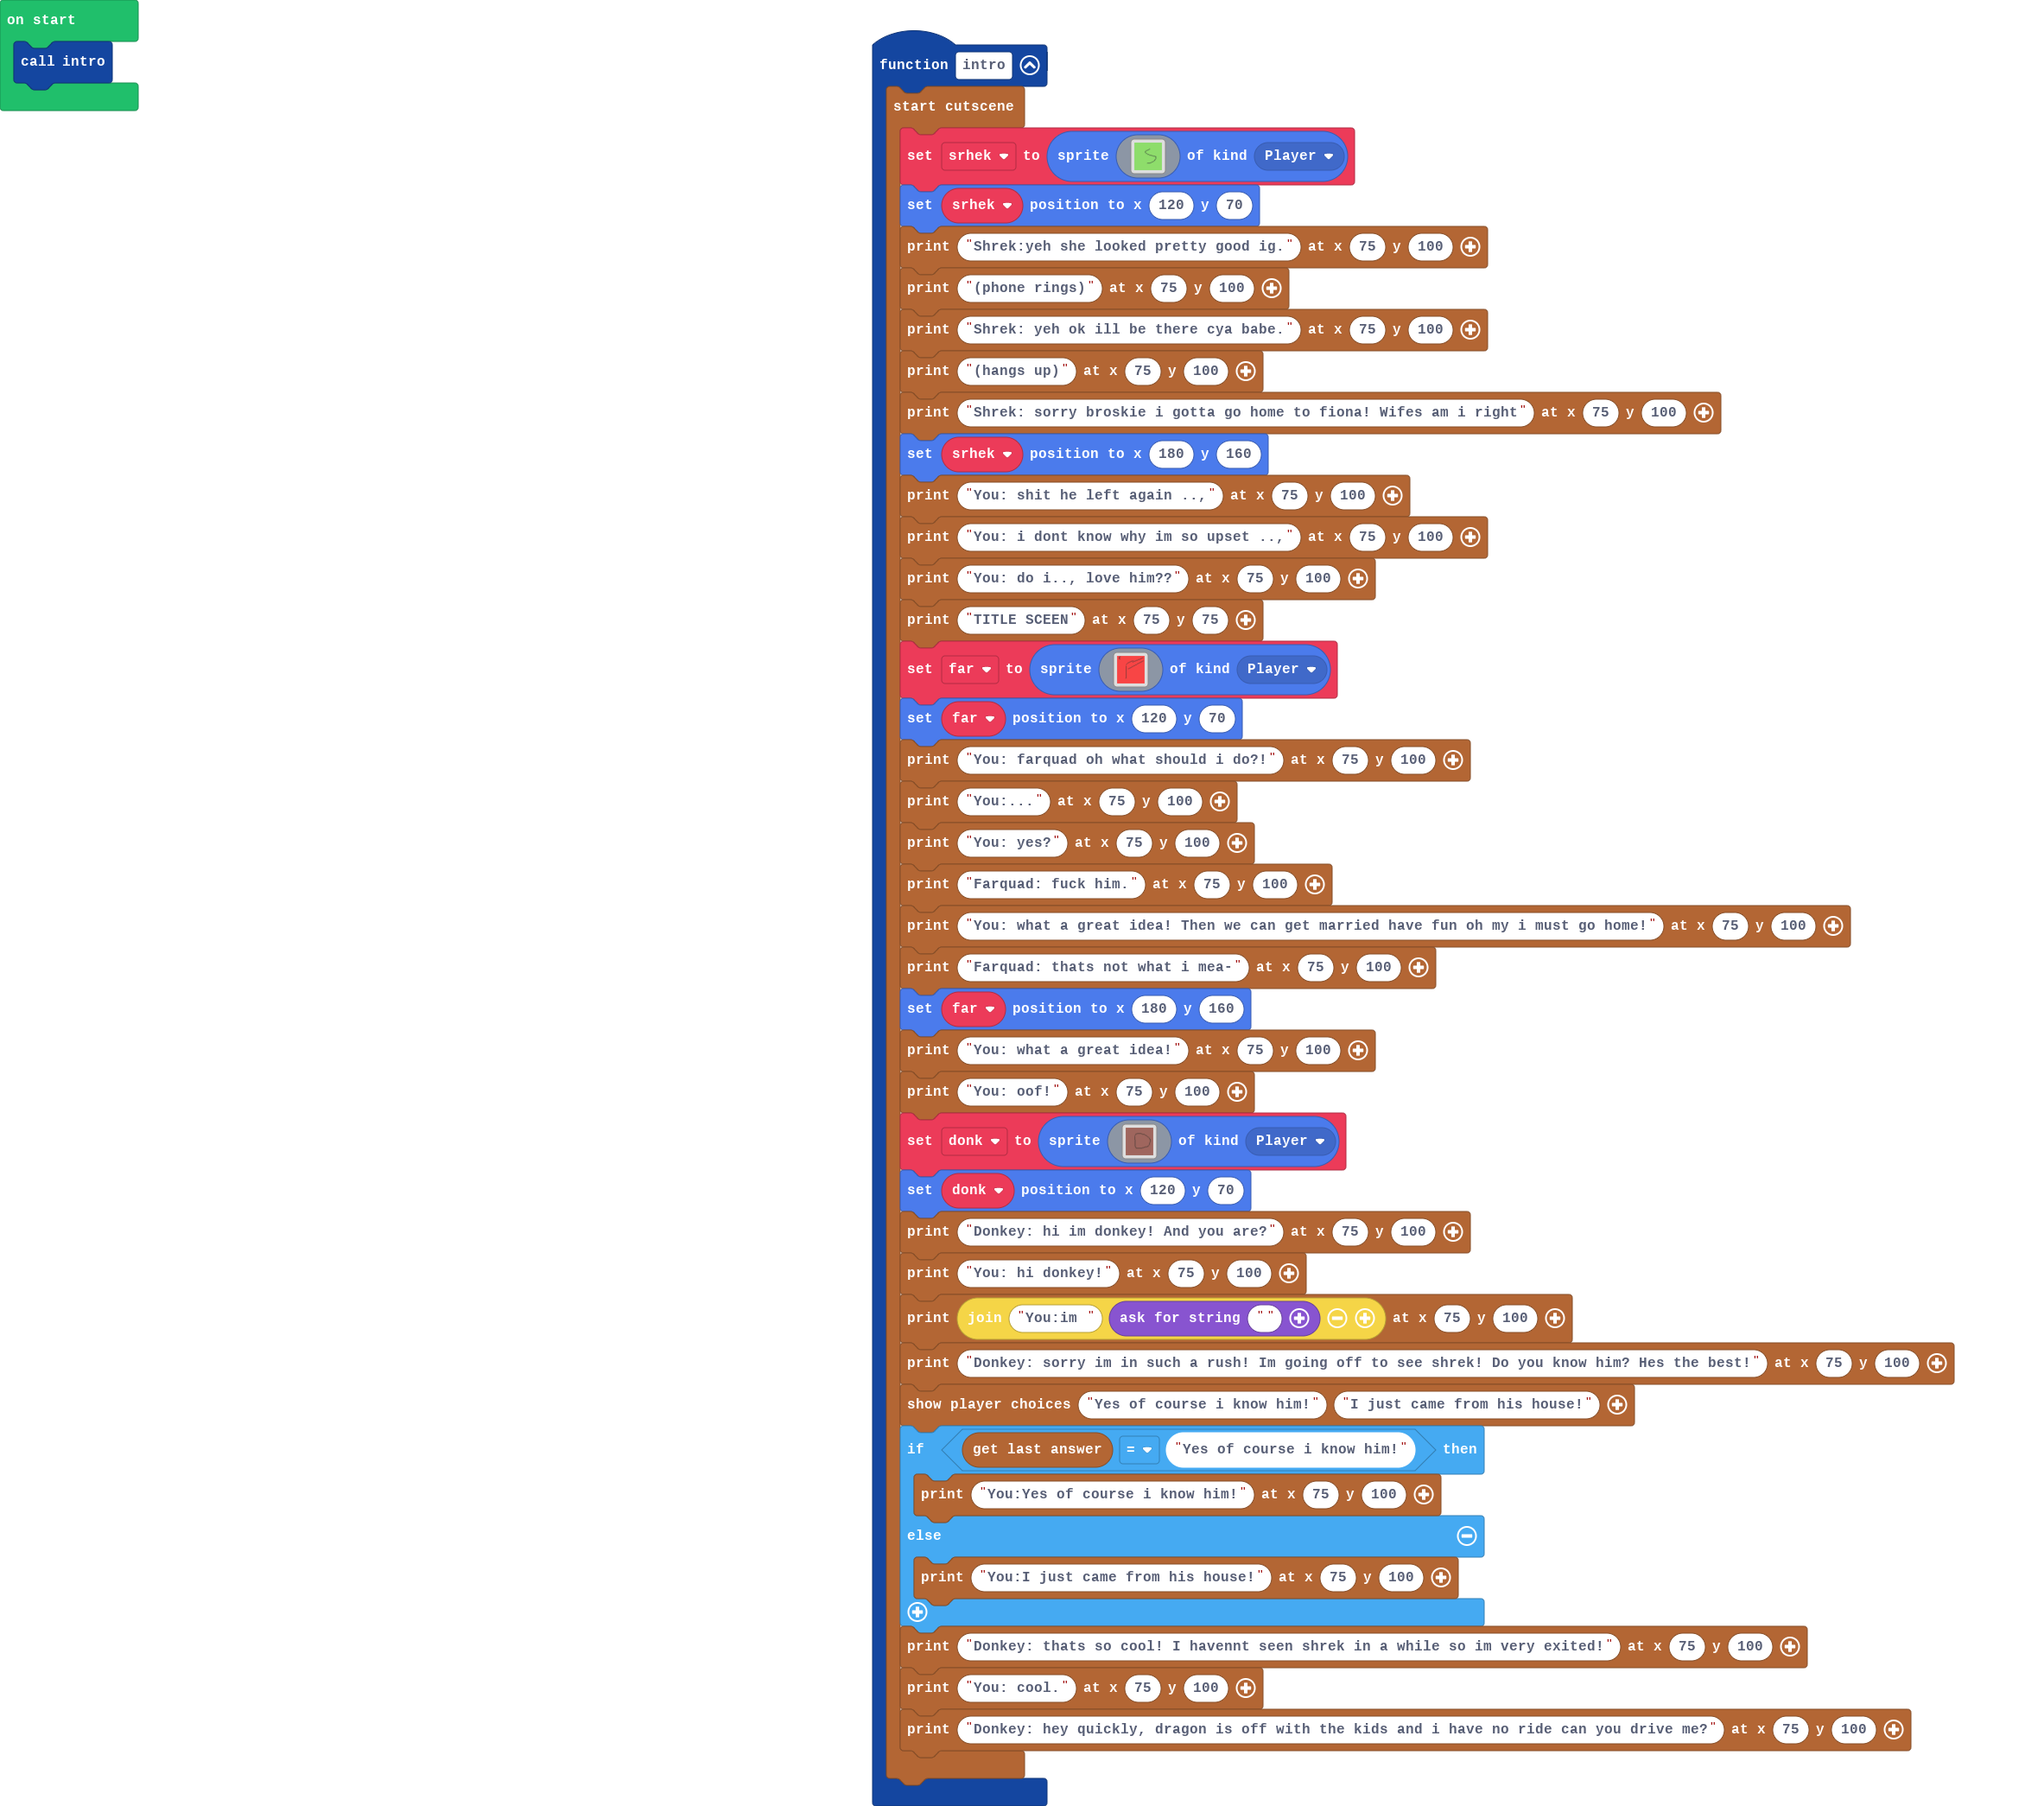 on start
call intro
function intro
start cutscene
set srhek to sprite of kind Player
set srhek position to x 120 y 70
print "Shrek:yeh she looked pretty good ig." at x 75 y 100
print "(phone rings)" at x 75 y 100
print "Shrek: yeh ok ill be there cya babe." at x 75 y 100
print "(hangs up)" at x 75 y 100
print "Shrek: sorry broskie i gotta go home to fiona! Wifes am i right" at x 75 y 100
set srhek position to x 180 y 160
print "You: shit he left again ..," at x 75 y 100
print "You: i dont know why im so upset ..," at x 75 y 100
print "You: do i.., love him??" at x 75 y 100
print "TITLE SCEEN" at x 75 y 75
set far to sprite of kind Player
set far position to x 120 y 70
print "You: farquad oh what should i do?!" at x 75 y 100
print "You:..." at x 75 y 100
print "You: yes?" at x 75 y 100
print "Farquad: fuck him." at x 75 y 100
print "You: what a great idea! Then we can get married have fun oh my i must go home!" at x 75 y 100
print "Farquad: thats not what i mea-" at x 75 y 100
set far position to x 180 y 160
print "You: what a great idea!" at x 75 y 100
print "You: oof!" at x 75 y 100
set donk to sprite of kind Player
set donk position to x 120 y 70
print "Donkey: hi im donkey! And you are?" at x 75 y 100
print "You: hi donkey!" at x 75 y 100
print join "You:im " ask for string "" at x 75 y 100
print "Donkey: sorry im in such a rush! Im going off to see shrek! Do you know him? Hes the best!" at x 75 y 100
show player choices "Yes of course i know him!" "I just came from his house!"
if get last answer = "Yes of course i know him!" then
print "You:Yes of course i know him!" at x 75 y 100
else
print "You:I just came from his house!" at x 75 y 100
print "Donkey: thats so cool! I havennt seen shrek in a while so im very exited!" at x 75 y 100
print "You: cool." at x 75 y 100
print "Donkey: hey quickly, dragon is off with the kids and i have no ride can you drive me?" at x 75 y 100